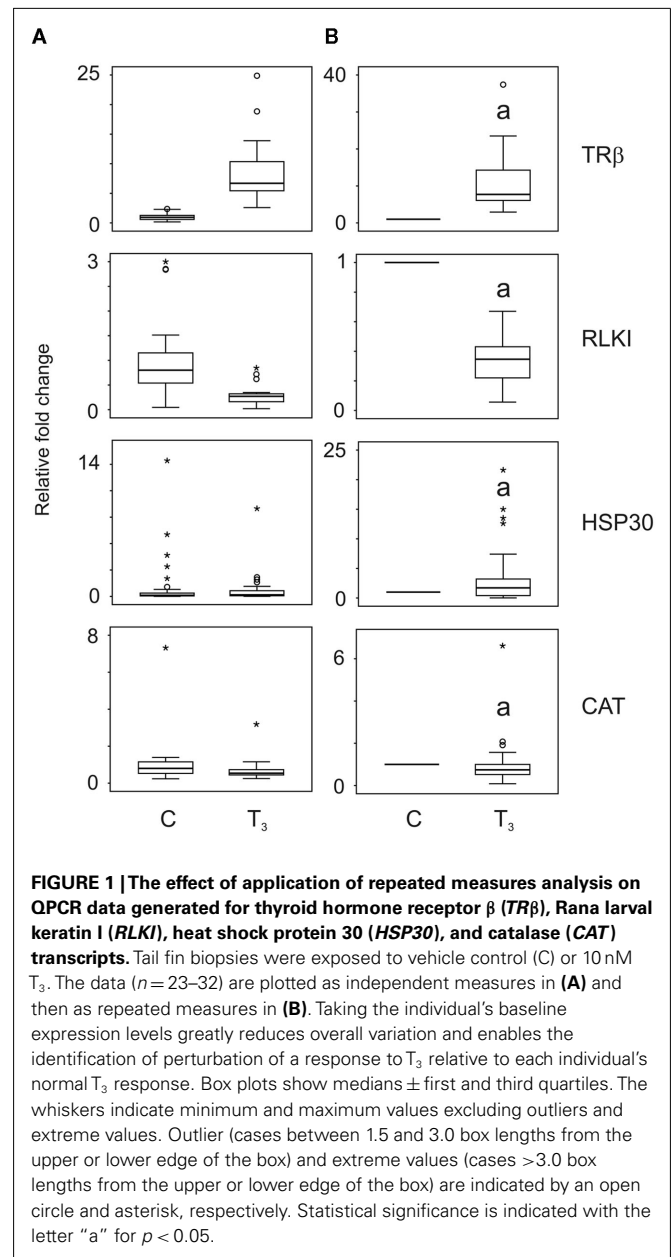 A B
25
0
40
0
a
TRβ
3
0
1
0
a
RLKI
14
0
25
0
a
HSP30
8
0
6
0
a
CAT
Relative fold change
C T₃ C T₃
FIGURE 1 | The effect of application of repeated measures analysis on
QPCR data generated for thyroid hormone receptor β (TRβ), Rana larval
keratin I (RLKI), heat shock protein 30 (HSP30), and catalase (CAT)
transcripts. Tail fin biopsies were exposed to vehicle control (C) or 10 nM
T₃. The data (n = 23–32) are plotted as independent measures in (A) and
then as repeated measures in (B). Taking the individual's baseline
expression levels greatly reduces overall variation and enables the
identification of perturbation of a response to T₃ relative to each individual's
normal T₃ response. Box plots show medians ± first and third quartiles. The
whiskers indicate minimum and maximum values excluding outliers and
extreme values. Outlier (cases between 1.5 and 3.0 box lengths from the
upper or lower edge of the box) and extreme values (cases >3.0 box
lengths from the upper or lower edge of the box) are indicated by an open
circle and asterisk, respectively. Statistical significance is indicated with the
letter "a" for p < 0.05.